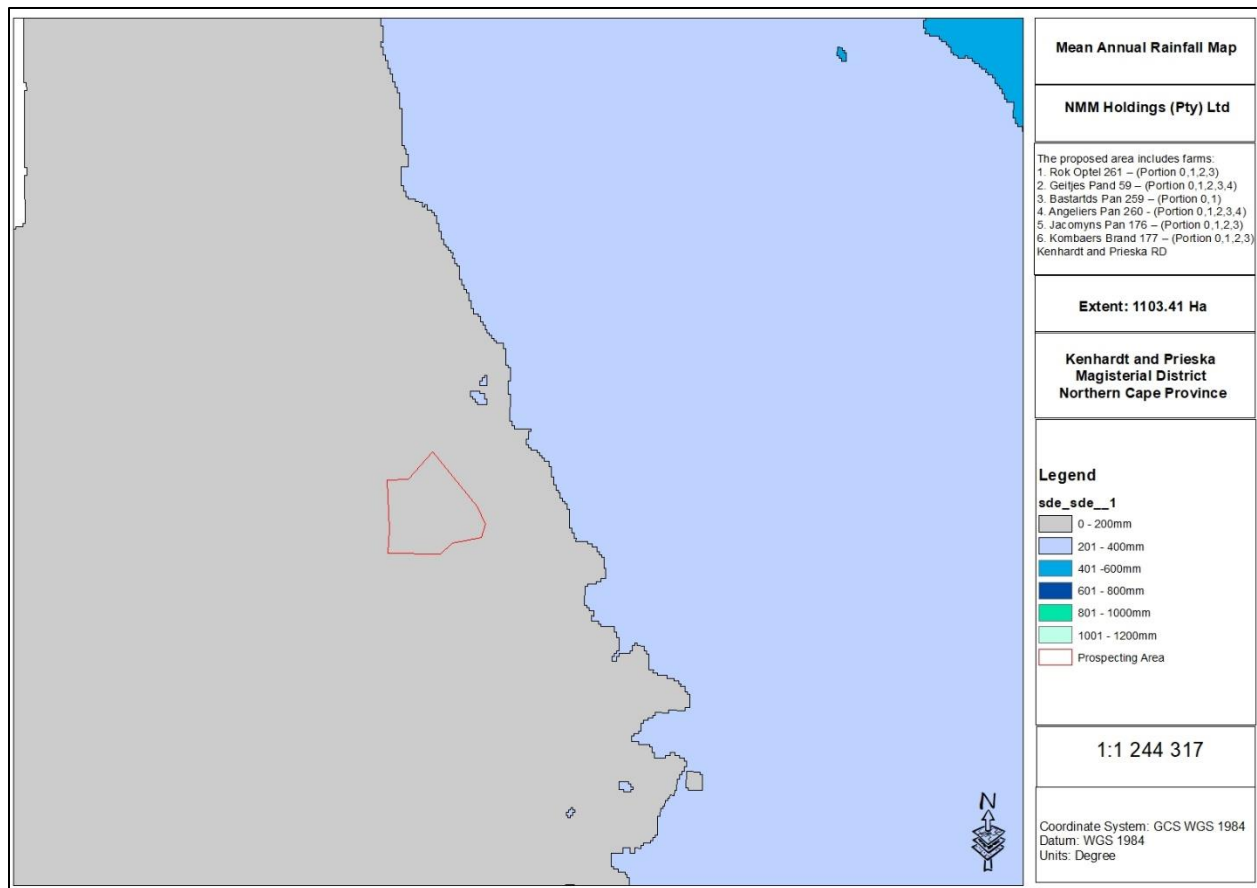 Mean Annual Rainfall Map
NMM Holdings (Pty) Ltd
The proposed area includes farms:
1. Rok Optel 261 – (Portion 0,1,2,3)
2. Geitjes Pand 59 – (Portion 0,1,2,3,4)
3. Bastartds Pan 259 – (Portion 0,1)
4. Angeliers Pan 260 - (Portion 0,1,2,3,4)
5. Jacomyns Pan 176 – (Portion 0,1,2,3)
6. Kombaers Brand 177 – (Portion 0,1,2,3)
Kenhardt and Prieska RD
Extent: 1103.41 Ha
Kenhardt and Prieska
Magisterial District
Northern Cape Province
Legend
sde_sde__1
0 - 200mm
201 - 400mm
401 -600mm
601 - 800mm
801 - 1000mm
1001 - 1200mm
Prospecting Area
1:1 244 317
N
Coordinate System: GCS WGS 1984
Datum: WGS 1984
Units: Degree